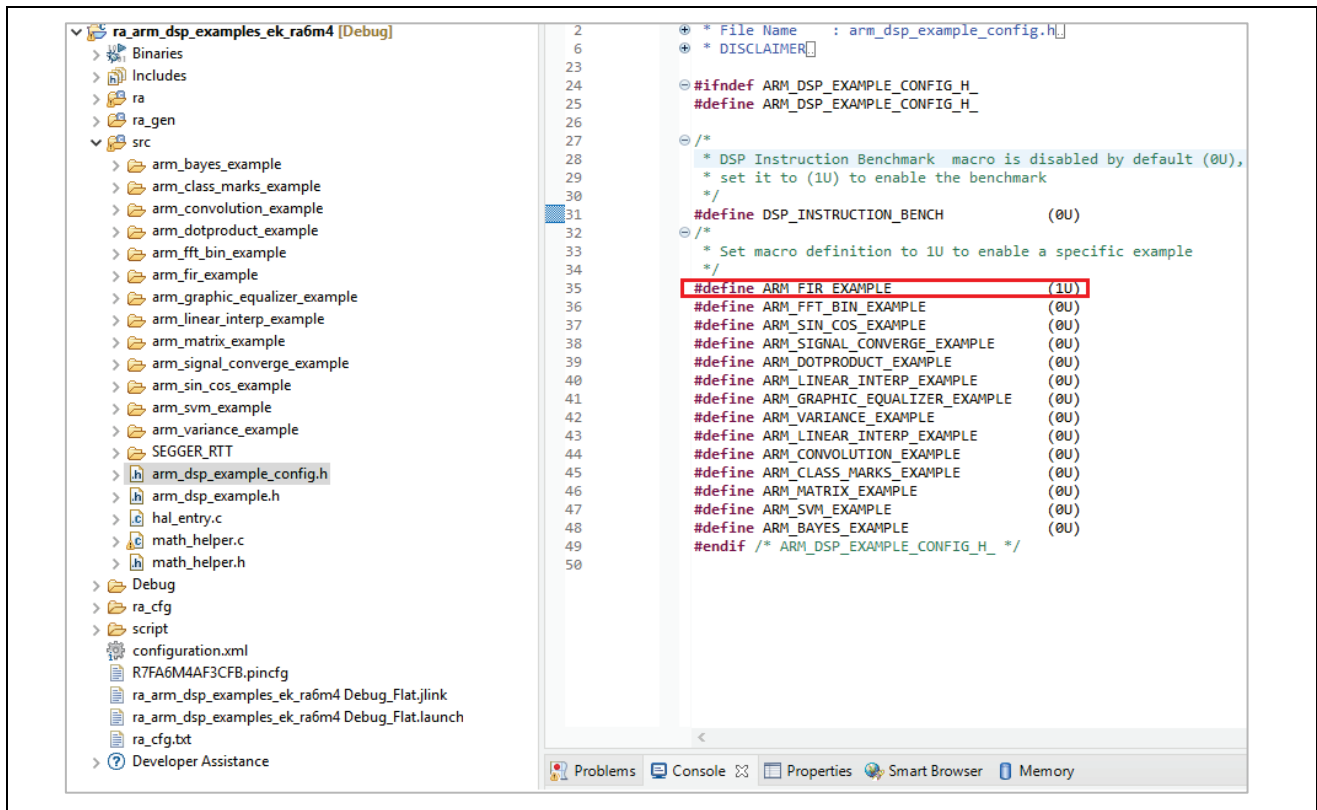 ra_arm_dsp_examples_ek_ra6m4 [Debug]
Binaries
Includes
ra
ra_gen
src
arm_bayes_example
arm_class_marks_example
arm_convolution_example
arm_dotproduct_example
arm_fft_bin_example
arm_fir_example
arm_graphic_equalizer_example
arm_linear_interp_example
arm_matrix_example
arm_signal_converge_example
arm_sin_cos_example
arm_svm_example
arm_variance_example
SEGGER_RTT
arm_dsp_example_config.h
arm_dsp_example.h
hal_entry.c
math_helper.c
math_helper.h
Debug
ra_cfg
script
configuration.xml
R7FA6M4AF3CFB.pincfg
ra_arm_dsp_examples_ek_ra6m4 Debug_Flat.jlink
ra_arm_dsp_examples_ek_ra6m4 Debug_Flat.launch
ra_cfg.txt
Developer Assistance
2 * File Name : arm_dsp_example_config.h
6 * DISCLAIMER
23
24 #ifndef ARM_DSP_EXAMPLE_CONFIG_H_
25 #define ARM_DSP_EXAMPLE_CONFIG_H_
26
27 /*
28 * DSP Instruction Benchmark macro is disabled by default (0U),
29 * set it to (1U) to enable the benchmark
30 */
31 #define DSP_INSTRUCTION_BENCH (0U)
32 /*
33 * Set macro definition to 1U to enable a specific example
34 */
35 #define ARM_FIR_EXAMPLE (1U)
36 #define ARM_FFT_BIN_EXAMPLE (0U)
37 #define ARM_SIN_COS_EXAMPLE (0U)
38 #define ARM_SIGNAL_CONVERGE_EXAMPLE (0U)
39 #define ARM_DOTPRODUCT_EXAMPLE (0U)
40 #define ARM_LINEAR_INTERP_EXAMPLE (0U)
41 #define ARM_GRAPHIC_EQUALIZER_EXAMPLE (0U)
42 #define ARM_VARIANCE_EXAMPLE (0U)
43 #define ARM_LINEAR_INTERP_EXAMPLE (0U)
44 #define ARM_CONVOLUTION_EXAMPLE (0U)
45 #define ARM_CLASS_MARKS_EXAMPLE (0U)
46 #define ARM_MATRIX_EXAMPLE (0U)
47 #define ARM_SVM_EXAMPLE (0U)
48 #define ARM_BAYES_EXAMPLE (0U)
49 #endif /* ARM_DSP_EXAMPLE_CONFIG_H_ */
50
Problems Console Properties Smart Browser Memory